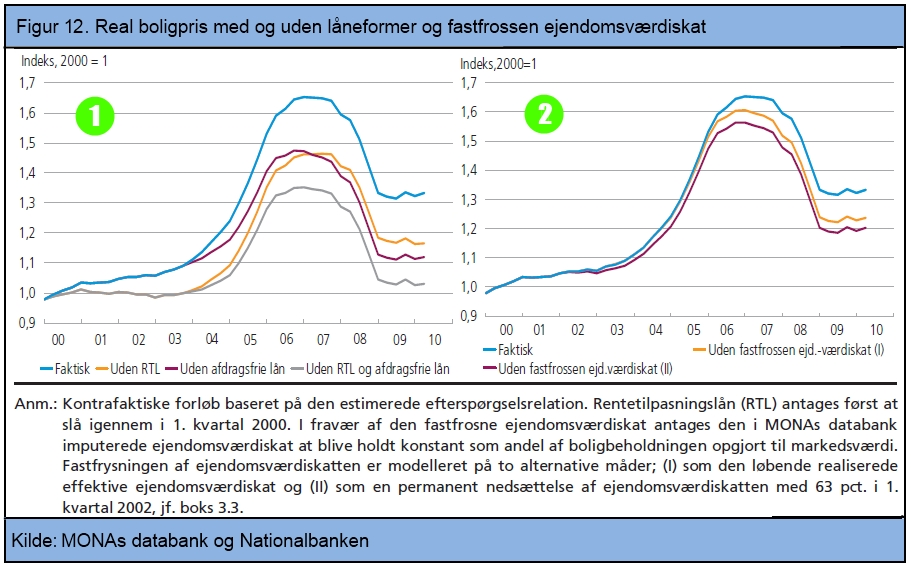 Figur 12. Real boligpris med og uden låneformer og fastfrossen ejendomsværdiskat
Indeks, 2000 = 1
1,7
1,6
1,5
1,4
1,3
1,2
1,1
1,0
0,9
1
00 01 02 03 04 05 06 07 08 09 10
Faktisk Uden RTL Uden afdragsfrie lån Uden RTL og afdragsfrie lån
Indeks,2000=1
1,7
1,6
1,5
1,4
1,3
1,2
1,1
1,0
0,9
2
00 01 02 03 04 05 06 07 08 09 10
Faktisk Uden fastfrossen ejd.-værdiskat (I)
Uden fastfrossen ejd.værdiskat (II)
Anm.: Kontrafaktiske forløb baseret på den estimerede efterspørgselsrelation. Rentetilpasningslån (RTL) antages først at
slå igennem i 1. kvartal 2000. I fravær af den fastfrosne ejendomsværdiskat antages den i MONAs databank
imputerede ejendomsværdiskat at blive holdt konstant som andel af boligbeholdningen opgjort til markedsværdi.
Fastfrysningen af ejendomsværdiskatten er modelleret på to alternative måder; (I) som den løbende realiserede
effektive ejendomsværdiskat og (II) som en permanent nedsættelse af ejendomsværdiskatten med 63 pct. i 1.
kvartal 2002, jf. boks 3.3.
Kilde: MONAs databank og Nationalbanken